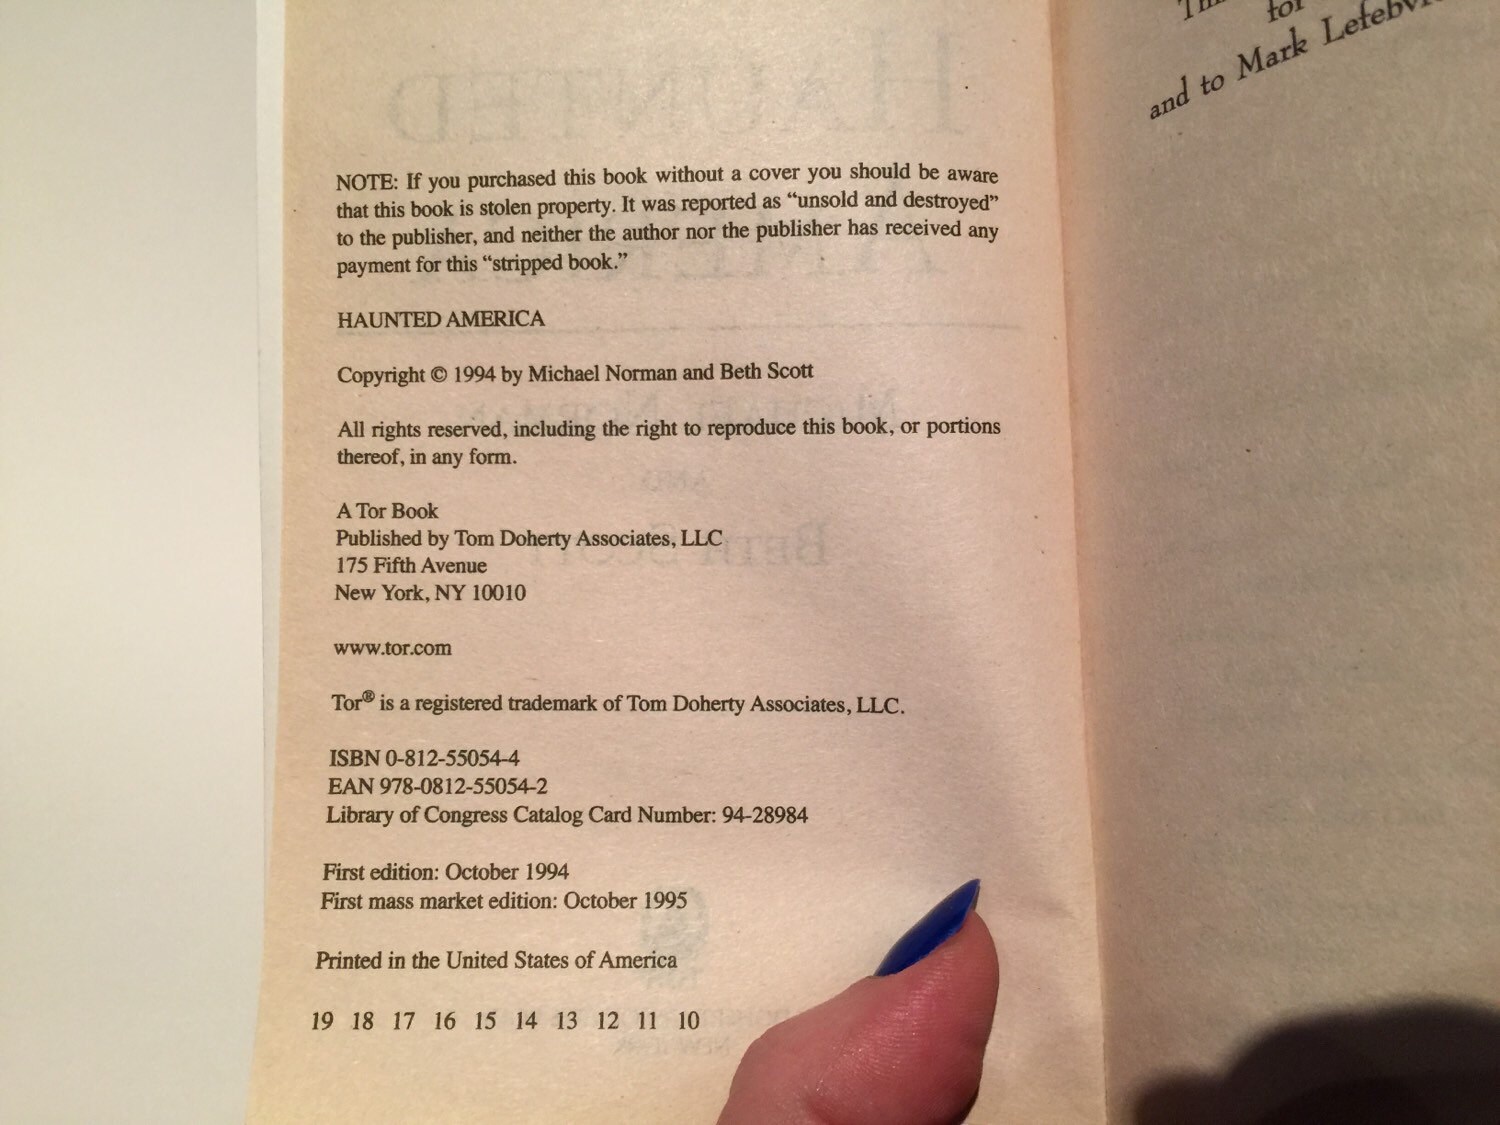 NOTE: If you purchased this book without a cover you should be aware
that this book is stolen property. It was reported as “unsold and destroyed”
to the publisher, and neither the author nor the publisher has received any
payment for this “stripped book.”
HAUNTED AMERICA
Copyright © 1994 by Michael Norman and Beth Scott
All rights reserved, including the right to reproduce this book, or portions
thereof, in any form.
A Tor Book
Published by Tom Doherty Associates, LLC
175 Fifth Avenue
New York, NY 10010
www.tor.com
Tor® is a registered trademark of Tom Doherty Associates, LLC.
ISBN 0-812-55054-4
EAN 978-0812-55054-2
Library of Congress Catalog Card Number: 94-28984
First edition: October 1994
First mass market edition: October 1995
Printed in the United States of America
19 18 17 16 15 14 13 12 11 10
and to Mark